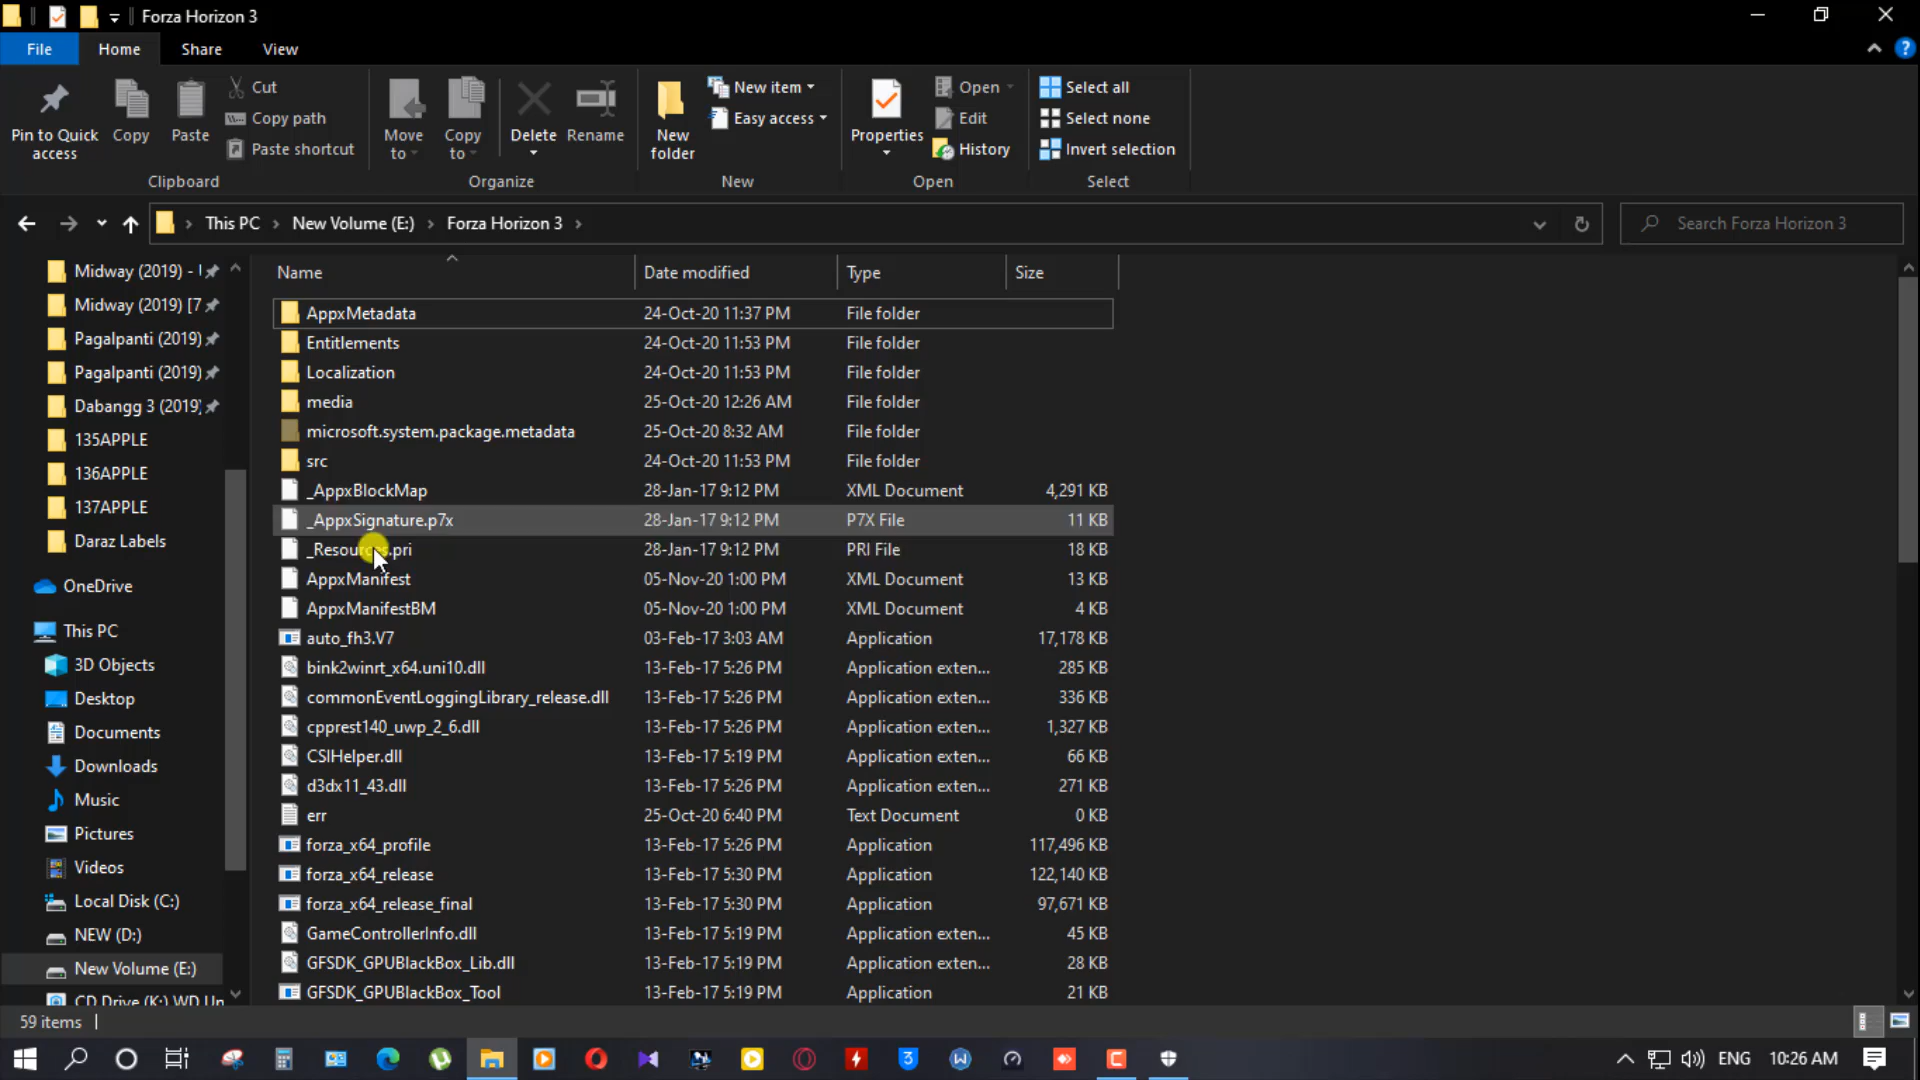 Forza Horizon 3
File Home Share View
Pin to Quick access
Copy
Paste
Cut
Copy path
Paste shortcut
Clipboard
Move to
Copy to
Delete
Rename
Organize
New folder
New item
Easy access
New
Properties
Open
Edit
History
Open
Select all
Select none
Invert selection
Select
This PC > New Volume (E:) > Forza Horizon 3 >
Search Forza Horizon 3
Midway (2019) -
Midway (2019) [7
Pagalpanti (2019)
Pagalpanti (2019)
Dabangg 3 (2019)
135APPLE
136APPLE
137APPLE
Daraz Labels
OneDrive
This PC
3D Objects
Desktop
Documents
Downloads
Music
Pictures
Videos
Local Disk (C:)
NEW (D:)
New Volume (E:)
CD Drive (K:) WD Un
Name Date modified Type Size
AppxMetadata 24-Oct-20 11:37 PM File folder
Entitlements 24-Oct-20 11:53 PM File folder
Localization 24-Oct-20 11:53 PM File folder
media 25-Oct-20 12:26 AM File folder
microsoft.system.package.metadata 25-Oct-20 8:32 AM File folder
src 24-Oct-20 11:53 PM File folder
_AppxBlockMap 28-Jan-17 9:12 PM XML Document 4,291 KB
_AppxSignature.p7x 28-Jan-17 9:12 PM P7X File 11 KB
_Resources.pri 28-Jan-17 9:12 PM PRI File 18 KB
AppxManifest 05-Nov-20 1:00 PM XML Document 13 KB
AppxManifestBM 05-Nov-20 1:00 PM XML Document 4 KB
auto_fh3.V7 03-Feb-17 3:03 AM Application 17,178 KB
bink2winrt_x64.uni10.dll 13-Feb-17 5:26 PM Application exten... 285 KB
commonEventLoggingLibrary_release.dll 13-Feb-17 5:26 PM Application exten... 336 KB
cpprest140_uwp_2_6.dll 13-Feb-17 5:26 PM Application exten... 1,327 KB
CSIHelper.dll 13-Feb-17 5:19 PM Application exten... 66 KB
d3dx11_43.dll 13-Feb-17 5:26 PM Application exten... 271 KB
err 25-Oct-20 6:40 PM Text Document 0 KB
forza_x64_profile 13-Feb-17 5:26 PM Application 117,496 KB
forza_x64_release 13-Feb-17 5:30 PM Application 122,140 KB
forza_x64_release_final 13-Feb-17 5:30 PM Application 97,671 KB
GameControllerInfo.dll 13-Feb-17 5:19 PM Application exten... 45 KB
GFSDK_GPUBlackBox_Lib.dll 13-Feb-17 5:19 PM Application exten... 28 KB
GFSDK_GPUBlackBox_Tool 13-Feb-17 5:19 PM Application 21 KB
59 items
ENG 10:26 AM